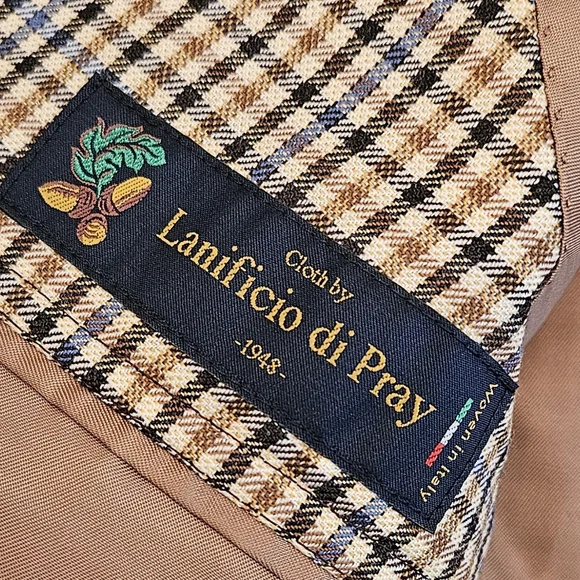 Cloth by
Lanificio di Pray
-1948-
Woven in Italy